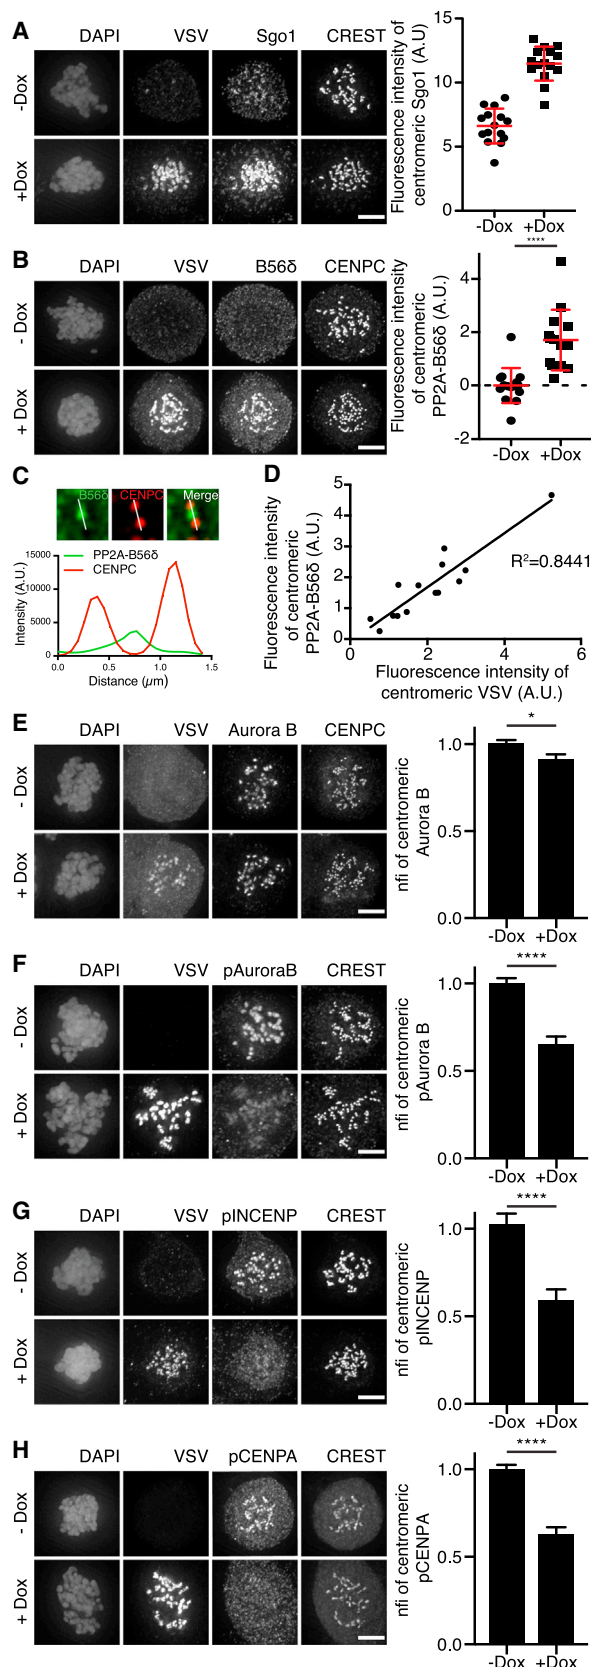 A
DAPI VSV Sgo1 CREST
-Dox
+Dox
Fluorescence intensity of
centromeric Sgo1 (A.U)
15
10
5
0
-Dox +Dox
B
DAPI VSV B56δ CENPC
- Dox
+ Dox
Fluorescence intensity
of centromeric
PP2A-B56δ (A.U.)
****
4
2
0
-2
-Dox +Dox
C
B56δ CENPC Merge
PP2A-B56δ
CENPC
Intensity (A.U.)
15000
10000
5000
0
0.0 0.5 1.0 1.5
Distance (µm)
D
Fluorescence intensity
of centromeric
PP2A-B56δ (A.U.)
5
4
3
2
1
0
R²=0.8441
0 2 4 6
Fluorescence intensity of
centromeric VSV (A.U.)
E
DAPI VSV Aurora B CENPC
- Dox
+ Dox
nfi of centromeric
Aurora B
*
1.0
0.5
0.0
-Dox +Dox
F
DAPI VSV pAuroraB CREST
- Dox
+ Dox
nfi of centromeric
pAurora B
****
1.0
0.5
0.0
-Dox +Dox
G
DAPI VSV pINCENP CREST
- Dox
+ Dox
nfi of centromeric
pINCENP
****
1.0
0.5
0.0
-Dox +Dox
H
DAPI VSV pCENPA CREST
- Dox
+ Dox
nfi of centromeric
pCENPA
****
1.0
0.5
0.0
-Dox +Dox